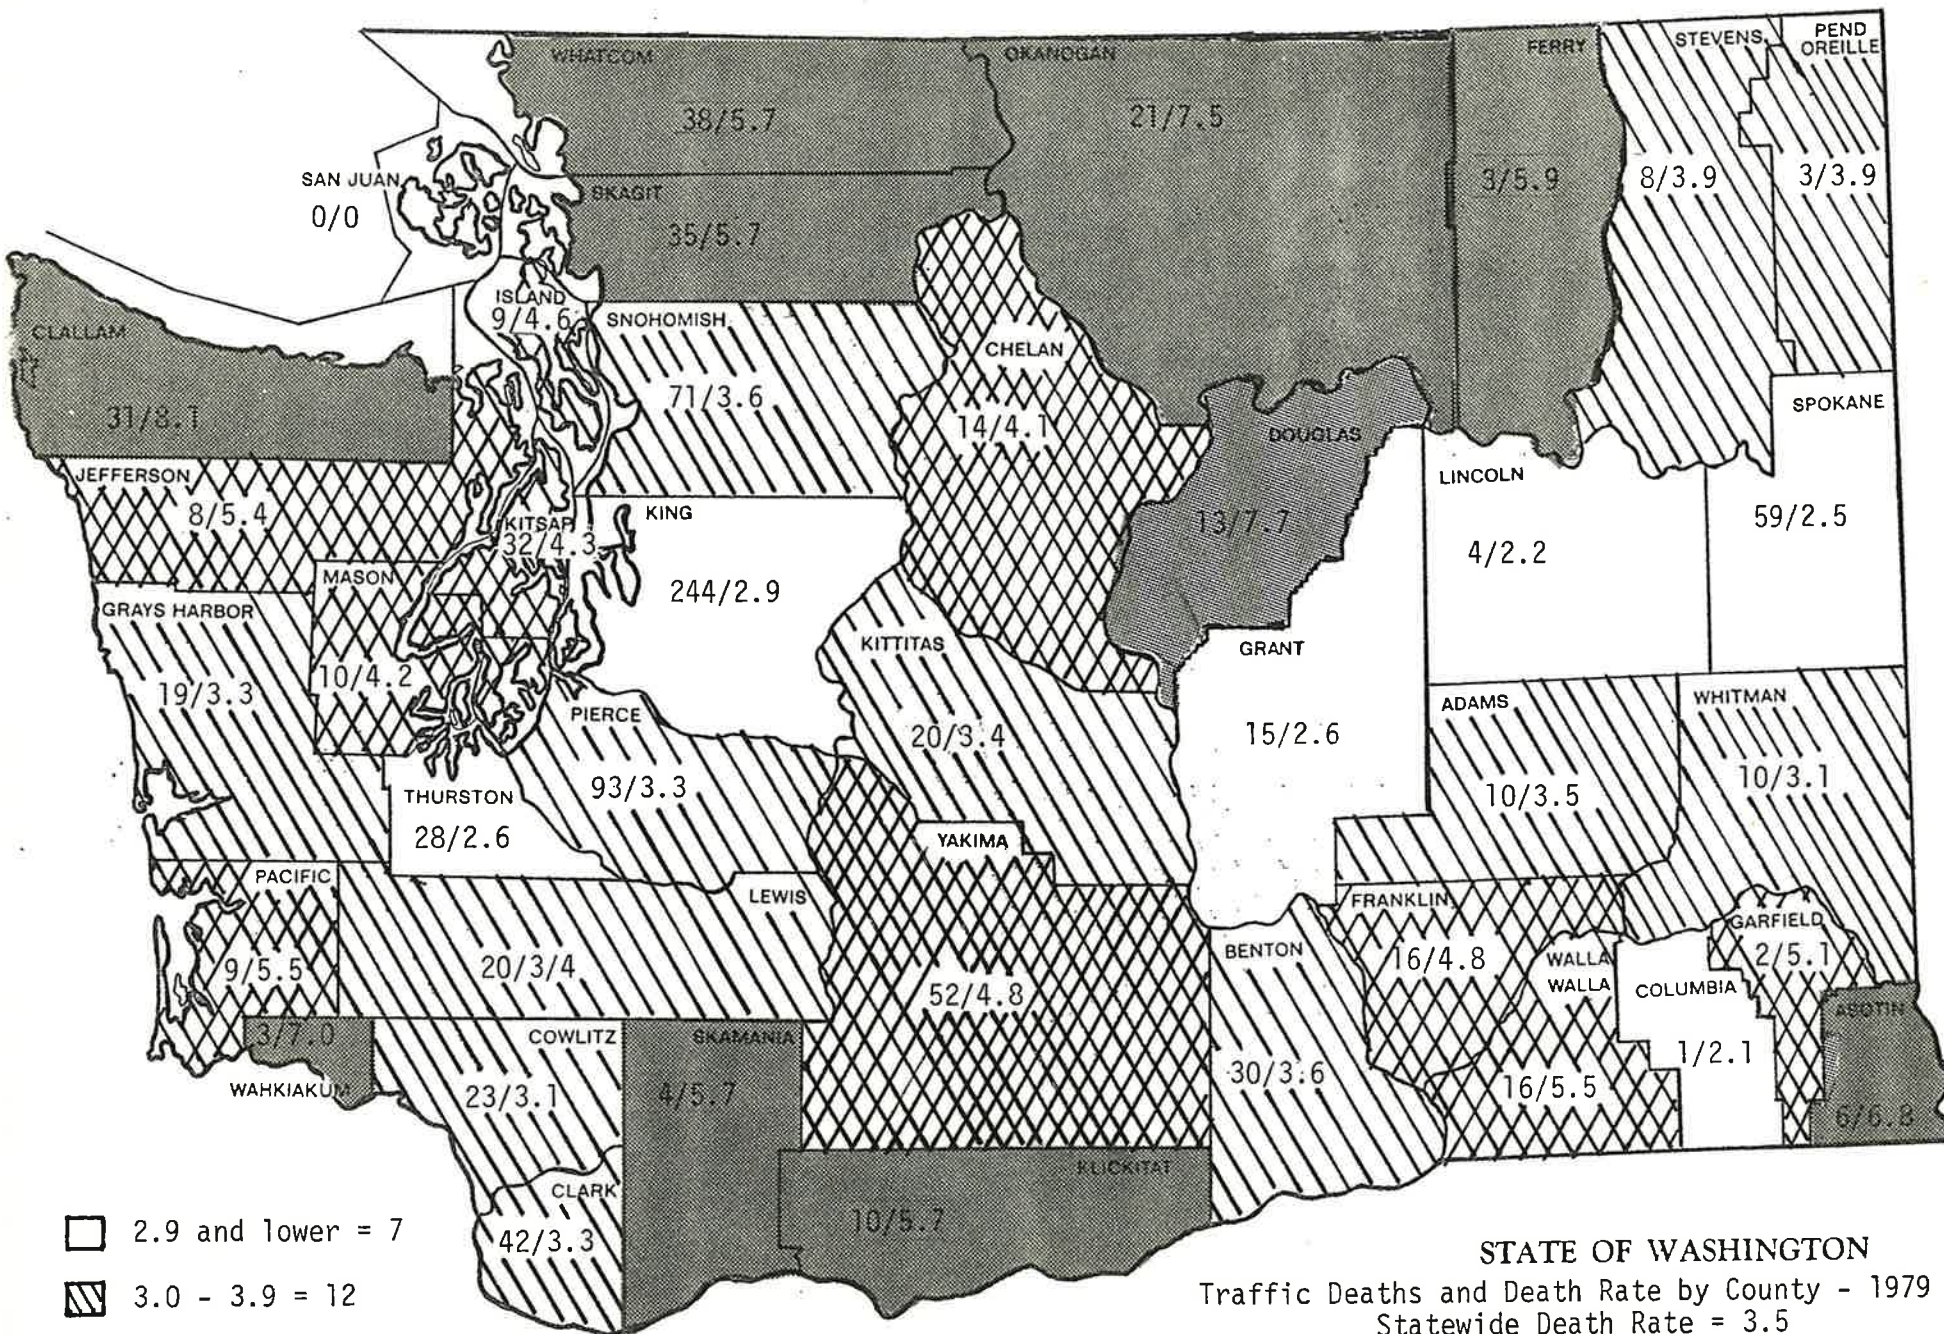 WHATCOM
38/5.7
OKANOGAN
21/7.5
FERRY
3/5.9
STEVENS
8/3.9
PEND
OREILLE
3/3.9
SAN JUAN
0/0
SKAGIT
35/5.7
ISLAND
9/4.6
SNOHOMISH
71/3.6
CHELAN
14/4.1
CLALLAM
31/8.1
DOUGLAS
13/7.7
SPOKANE
59/2.5
LINCOLN
4/2.2
JEFFERSON
8/5.4
KITSAP
32/4.3
KING
244/2.9
MASON
10/4.2
GRAYS HARBOR
19/3.3
KITTITAS
20/3.4
GRANT
15/2.6
ADAMS
10/3.5
WHITMAN
10/3.1
PIERCE
93/3.3
THURSTON
28/2.6
YAKIMA
52/4.8
PACIFIC
9/5.5
LEWIS
20/3/4
BENTON
30/3.6
FRANKLIN
16/4.8
WALLA
WALLA
16/5.5
COLUMBIA
1/2.1
GARFIELD
2/5.1
ASOTIN
6/6.8
3/7.0
WAHKIAKUM
COWLITZ
23/3.1
SKAMANIA
4/5.7
KLICKITAT
10/5.7
CLARK
42/3.3
2.9 and lower = 7
3.0 - 3.9 = 12
STATE OF WASHINGTON
Traffic Deaths and Death Rate by County - 1979
Statewide Death Rate = 3.5